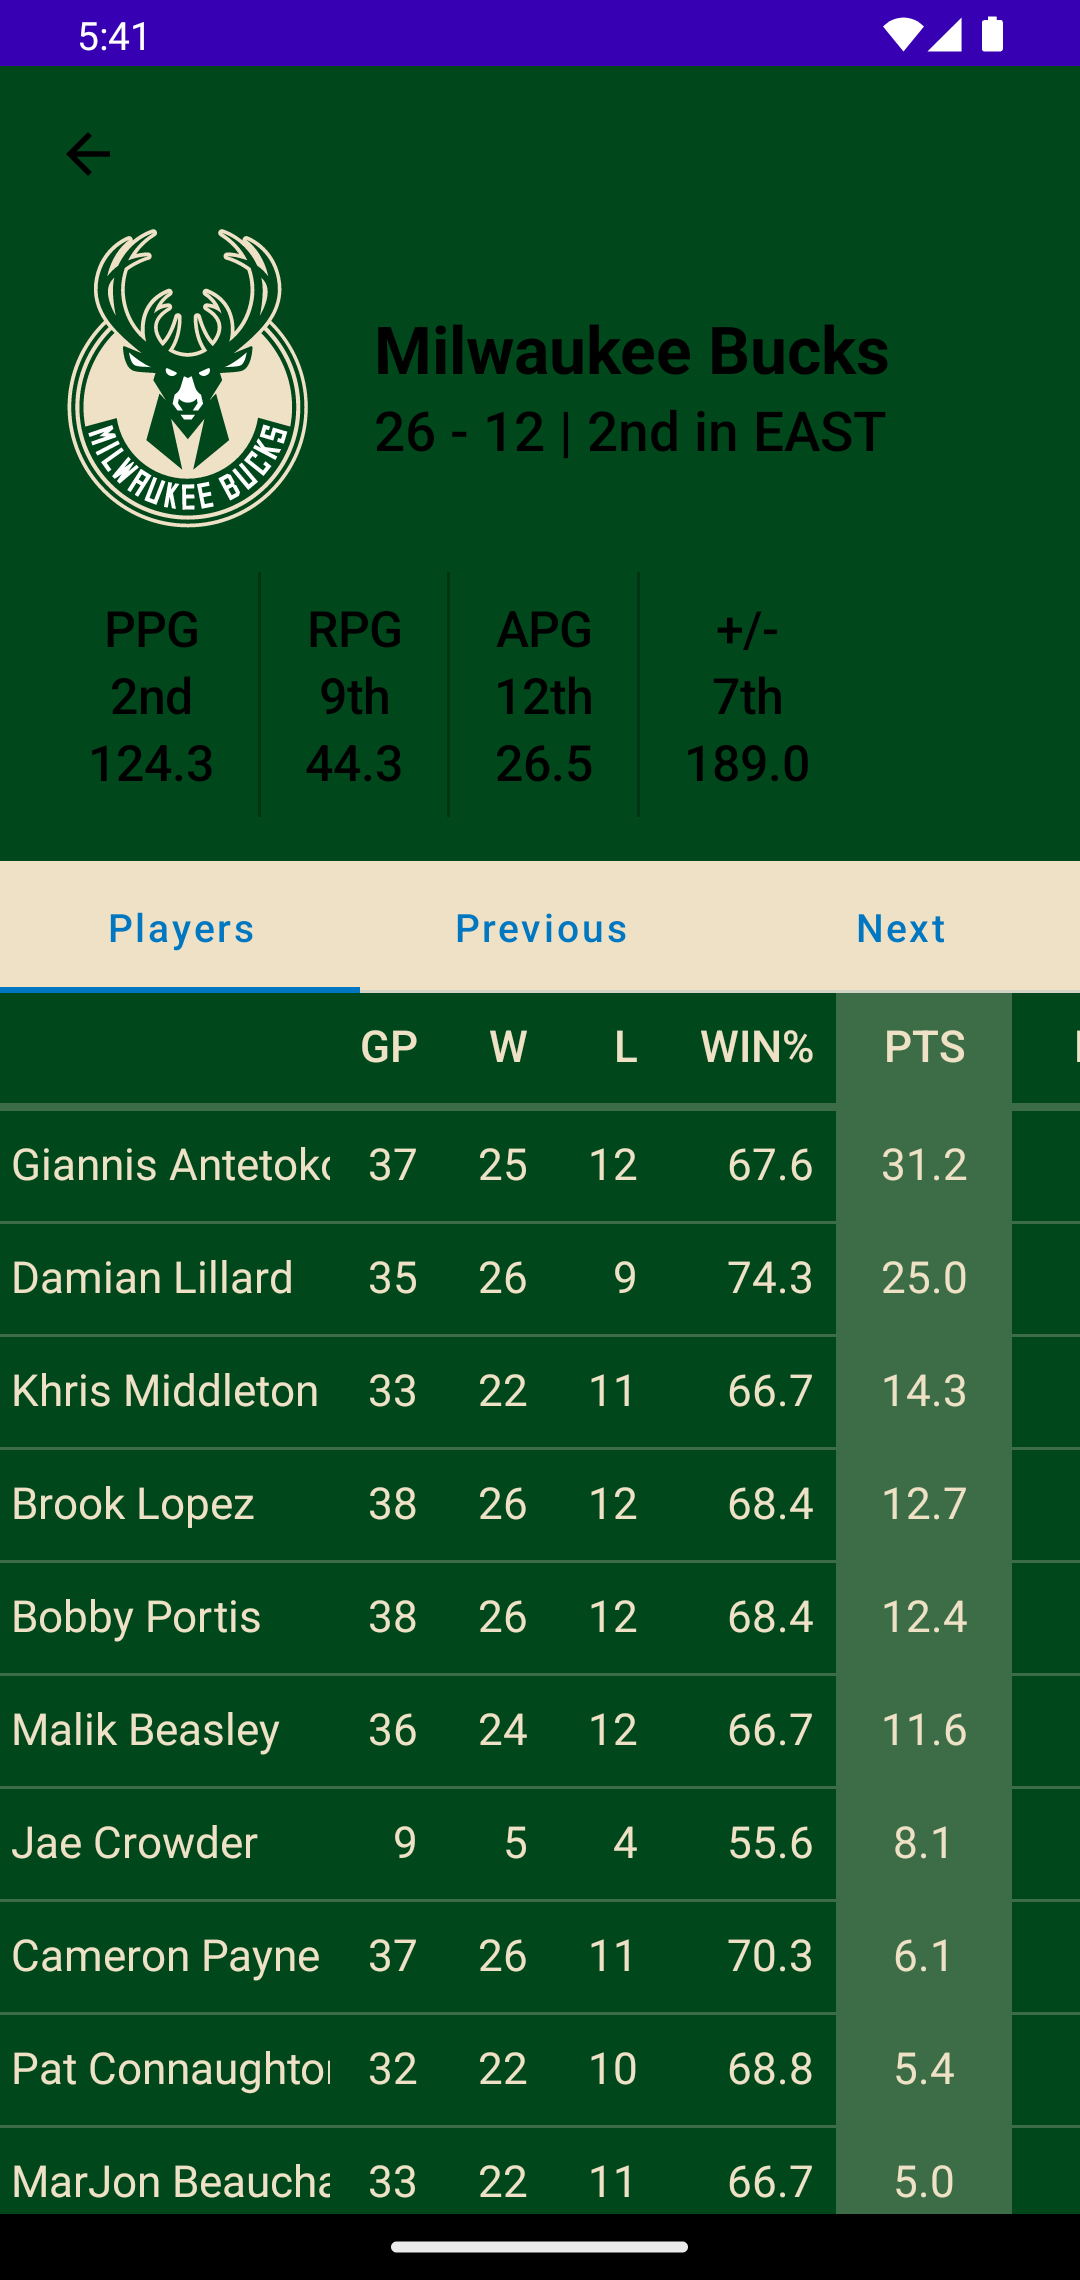 5:41
MILWAUKEE BUCKS
Milwaukee Bucks
26 - 12 | 2nd in EAST
PPG RPG APG +/-
2nd 9th 12th 7th
124.3 44.3 26.5 189.0
Players Previous Next
GP W L WIN% PTS
Giannis Antetoko 37 25 12 67.6 31.2
Damian Lillard 35 26 9 74.3 25.0
Khris Middleton 33 22 11 66.7 14.3
Brook Lopez 38 26 12 68.4 12.7
Bobby Portis 38 26 12 68.4 12.4
Malik Beasley 36 24 12 66.7 11.6
Jae Crowder 9 5 4 55.6 8.1
Cameron Payne 37 26 11 70.3 6.1
Pat Connaughton 32 22 10 68.8 5.4
MarJon Beaucha 33 22 11 66.7 5.0